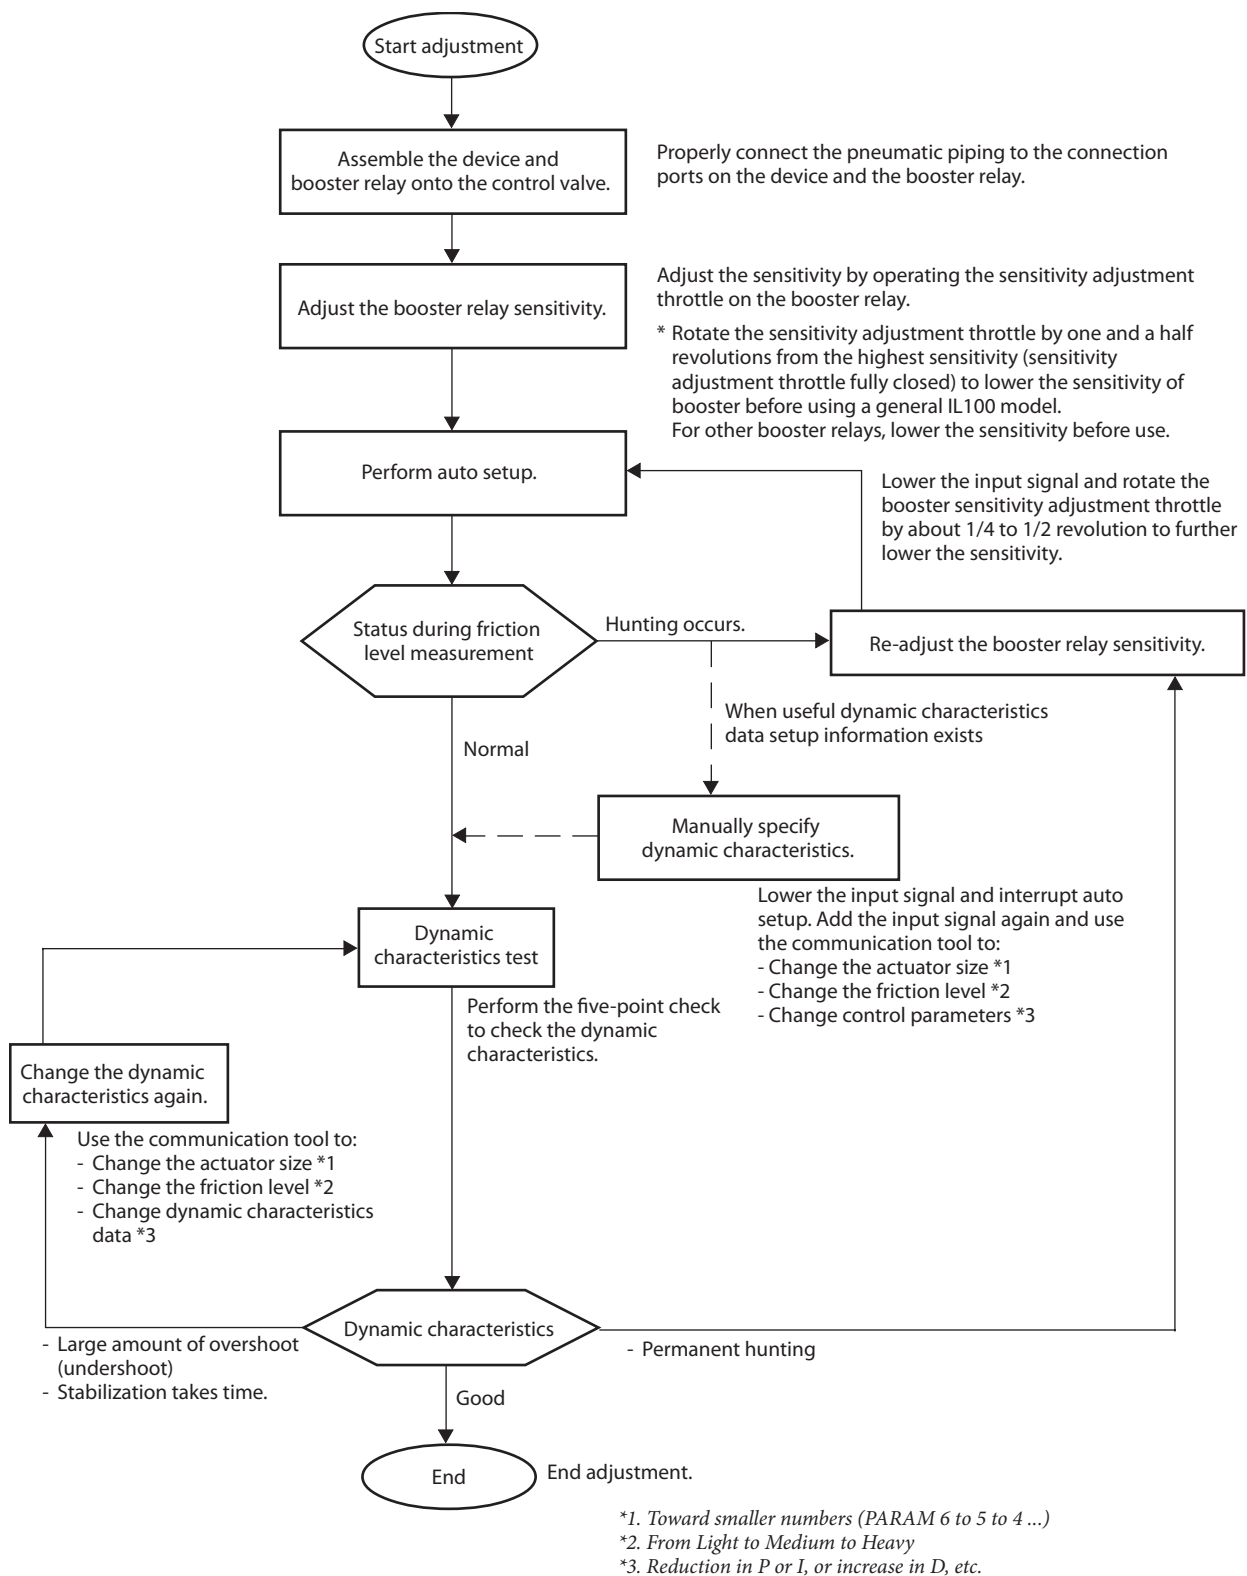 Start adjustment
Assemble the device and
booster relay onto the control valve.
Properly connect the pneumatic piping to the connection
ports on the device and the booster relay.
Adjust the booster relay sensitivity.
Adjust the sensitivity by operating the sensitivity adjustment
throttle on the booster relay.
* Rotate the sensitivity adjustment throttle by one and a half
revolutions from the highest sensitivity (sensitivity
adjustment throttle fully closed) to lower the sensitivity of
booster before using a general IL100 model.
For other booster relays, lower the sensitivity before use.
Perform auto setup.
Lower the input signal and rotate the
booster sensitivity adjustment throttle
by about 1/4 to 1/2 revolution to further
lower the sensitivity.
Status during friction
level measurement
Hunting occurs.
Re-adjust the booster relay sensitivity.
When useful dynamic characteristics
data setup information exists
Normal
Manually specify
dynamic characteristics.
Lower the input signal and interrupt auto
setup. Add the input signal again and use
the communication tool to:
- Change the actuator size *1
- Change the friction level *2
- Change control parameters *3
Dynamic
characteristics test
Perform the five-point check
to check the dynamic
characteristics.
Change the dynamic
characteristics again.
Use the communication tool to:
- Change the actuator size *1
- Change the friction level *2
- Change dynamic characteristics
data *3
Dynamic characteristics
- Large amount of overshoot
(undershoot)
- Stabilization takes time.
- Permanent hunting
Good
End
End adjustment.
*1. Toward smaller numbers (PARAM 6 to 5 to 4 ...)
*2. From Light to Medium to Heavy
*3. Reduction in P or I, or increase in D, etc.